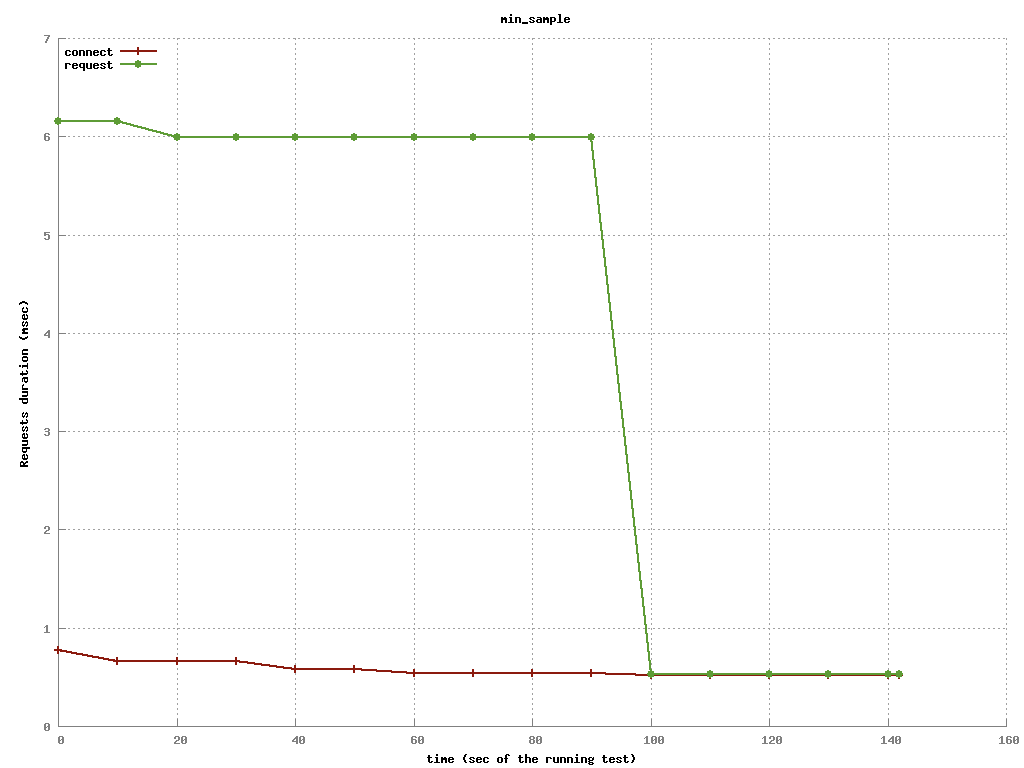 min_sample
connect
request
7
6
5
4
3
2
1
0
Requests duration (msec)
0 20 40 60 80 100 120 140 160
time (sec of the running test)